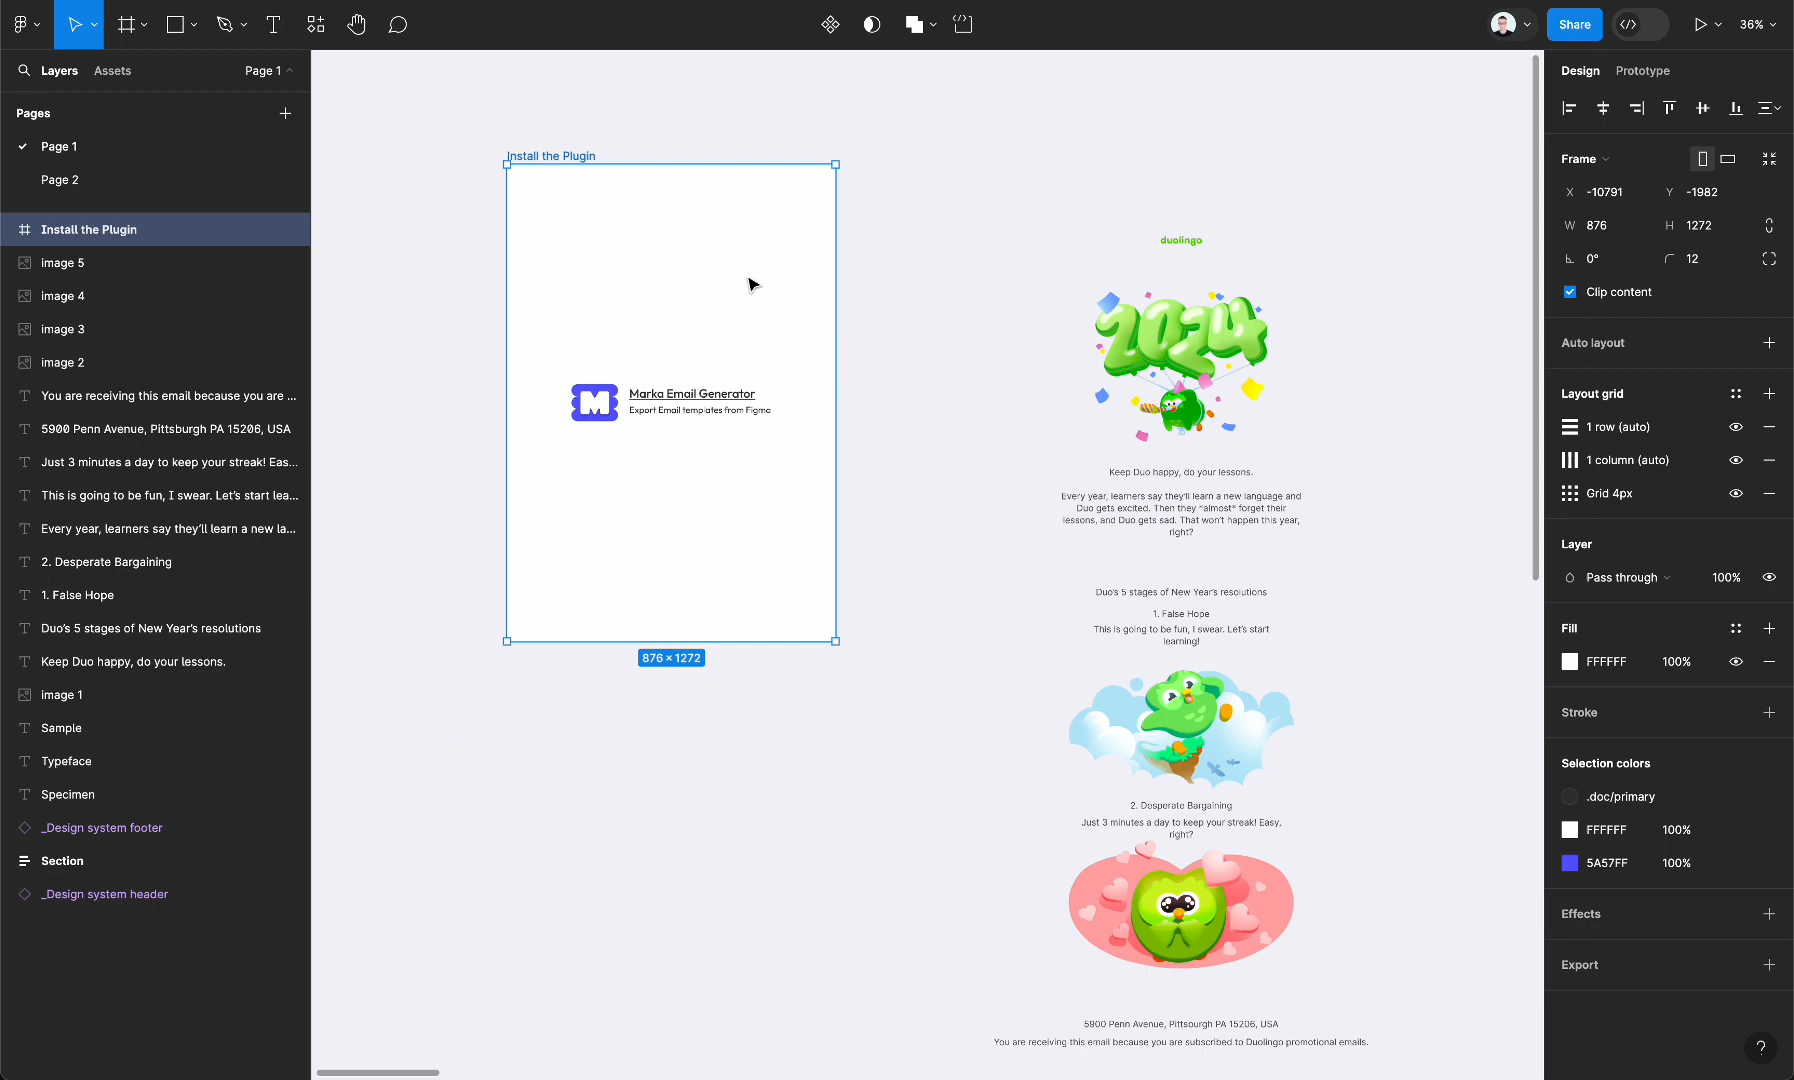 Share
36%
Layers
Assets
Page 1
Pages
Page 1
Page 2
Install the Plugin
image 5
image 4
image 3
image 2
You are receiving this email because you are ...
5900 Penn Avenue, Pittsburgh PA 15206, USA
Just 3 minutes a day to keep your streak! Eas...
This is going to be fun, I swear. Let's start lea...
Every year, learners say they'll learn a new la...
2. Desperate Bargaining
1. False Hope
Duo's 5 stages of New Year's resolutions
Keep Duo happy, do your lessons.
image 1
Sample
Typeface
Specimen
_Design system footer
Section
_Design system header
Install the Plugin
M
Marka Email Generator
Export Email templates from Figma
876 × 1272
duolingo
2024
Keep Duo happy, do your lessons.
Every year, learners say they'll learn a new language and
Duo gets excited. Then they *almost* forget their
lessons, and Duo gets sad. That won't happen this year,
right?
Duo's 5 stages of New Year's resolutions
1. False Hope
This is going to be fun, I swear. Let's start
learning!
2. Desperate Bargaining
Just 3 minutes a day to keep your streak! Easy,
right?
5900 Penn Avenue, Pittsburgh PA 15206, USA
You are receiving this email because you are subscribed to Duolingo promotional emails.
Design
Prototype
Frame
X -10791 Y -1982
W 876 H 1272
0° 12
Clip content
Auto layout
Layout grid
1 row (auto)
1 column (auto)
Grid 4px
Layer
Pass through 100%
Fill
FFFFFF 100%
Stroke
Selection colors
.doc/primary
FFFFFF 100%
5A57FF 100%
Effects
Export
?